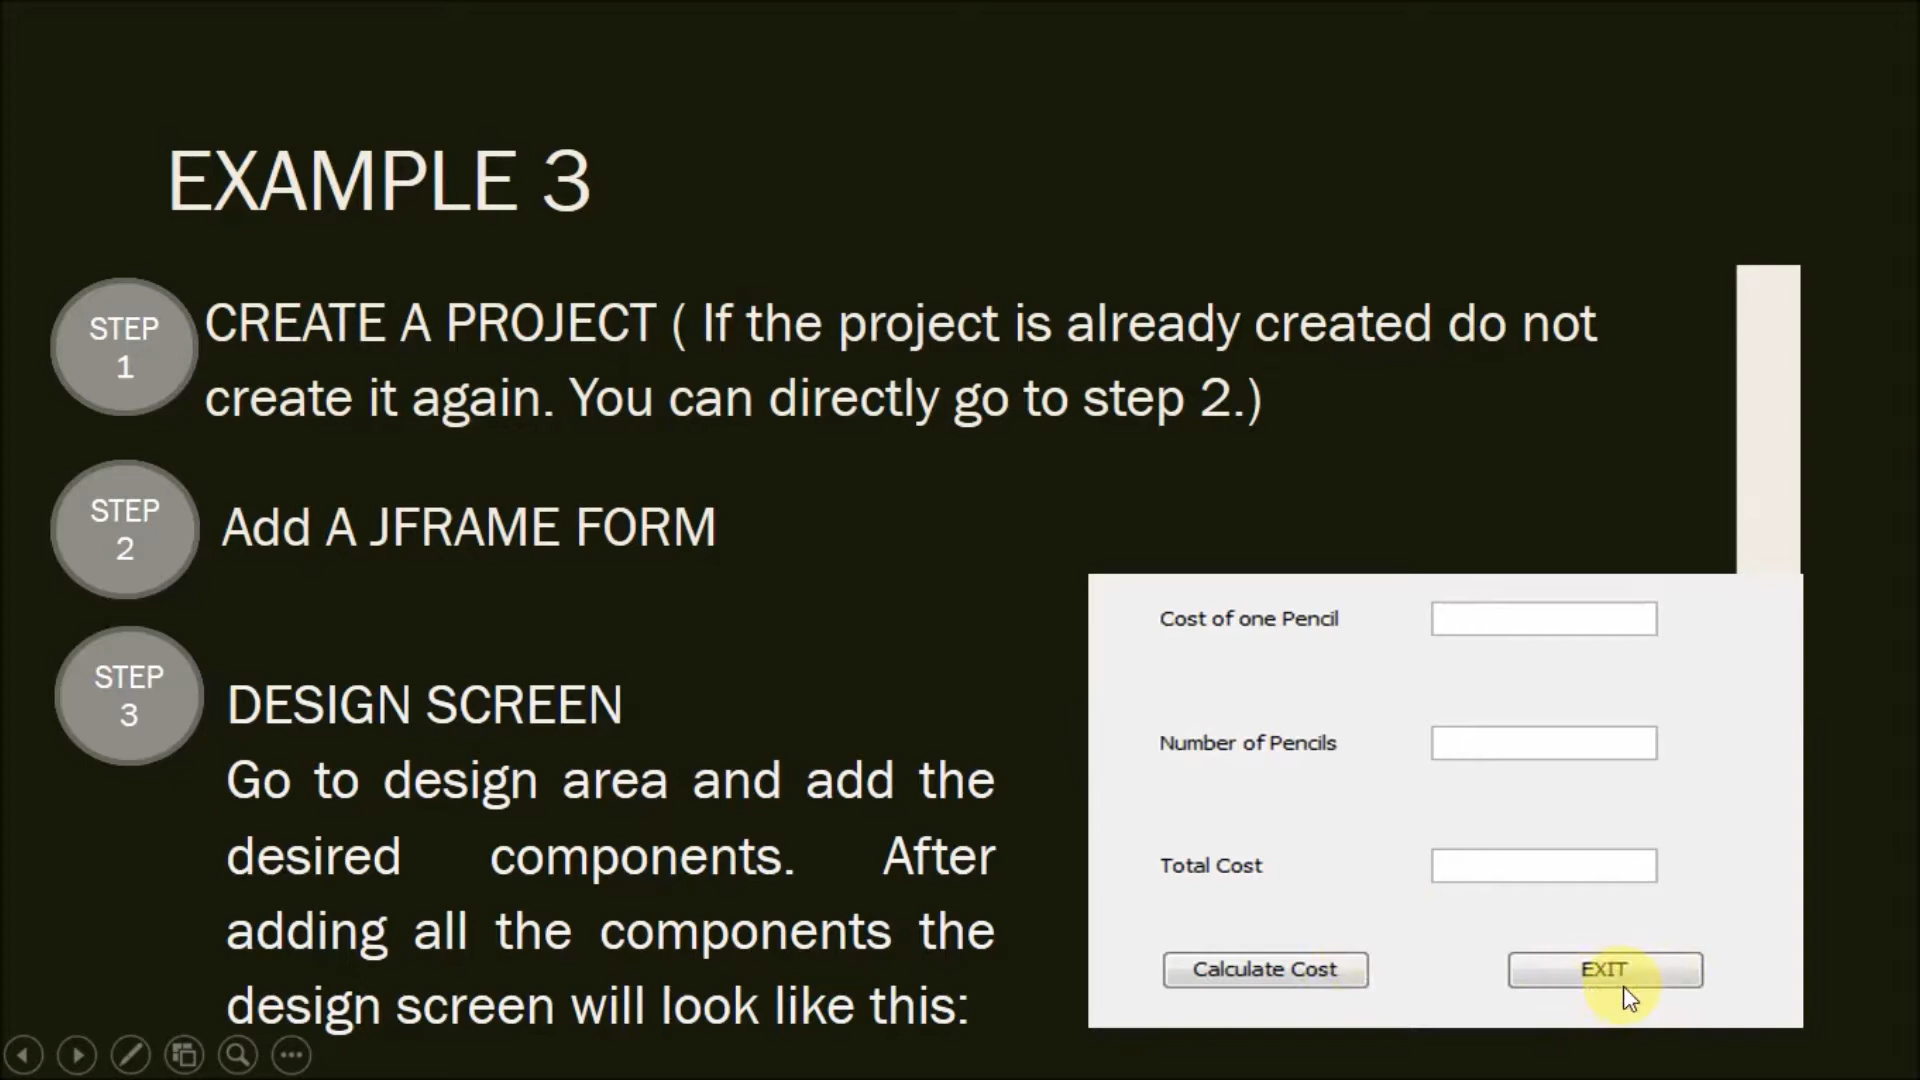 EXAMPLE 3
STEP
1
CREATE A PROJECT ( If the project is already created do not
create it again. You can directly go to step 2.)
STEP
2
Add A JFRAME FORM
STEP
3
DESIGN SCREEN
Go to design area and add the
desired components. After
adding all the components the
design screen will look like this:
Cost of one Pencil
Number of Pencils
Total Cost
Calculate Cost
EXIT